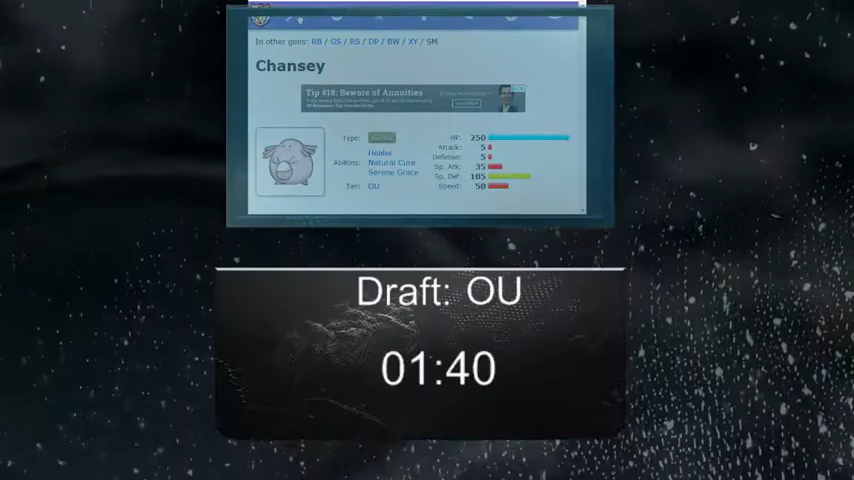 In other gens: RB / GS / RS / DP / BW / XY / SM
Chansey
Tip #18: Beware of Annuities
Type:
Abilities: Healer
Natural Cure
Serene Grace
Tier: OU
HP: 250
Attack: 5
Defense: 5
Sp. Atk: 35
Sp. Def: 105
Speed: 50
Draft: OU
01:40